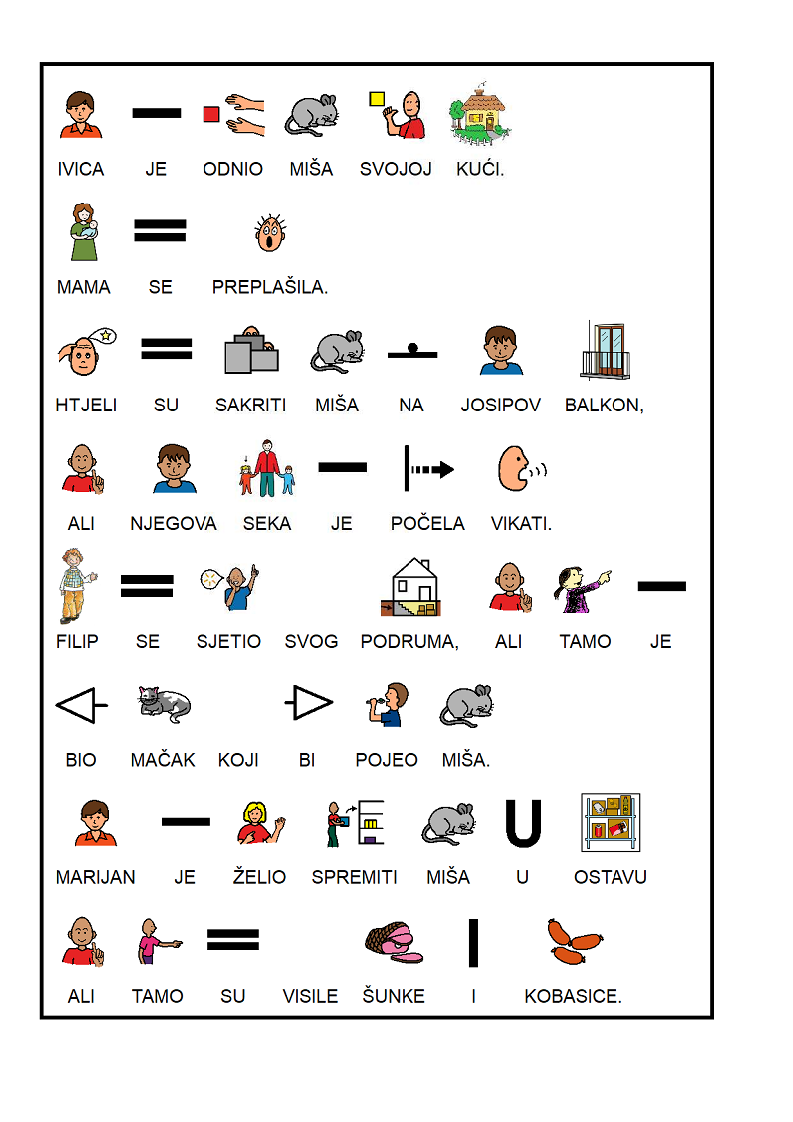 IVICA JE ODNIO MIŠA SVOJOJ KUĆI.
MAMA SE PREPLAŠILA.
HTJELI SU SAKRITI MIŠA NA JOSIPOV BALKON,
ALI NJEGOVA SEKA JE POČELA VIKATI.
FILIP SE SJETIO SVOG PODRUMA, ALI TAMO JE
BIO MAČAK KOJI BI POJEO MIŠA.
MARIJAN JE ŽELIO SPREMITI MIŠA U OSTAVU
ALI TAMO SU VISILE ŠUNKE I KOBASICE.